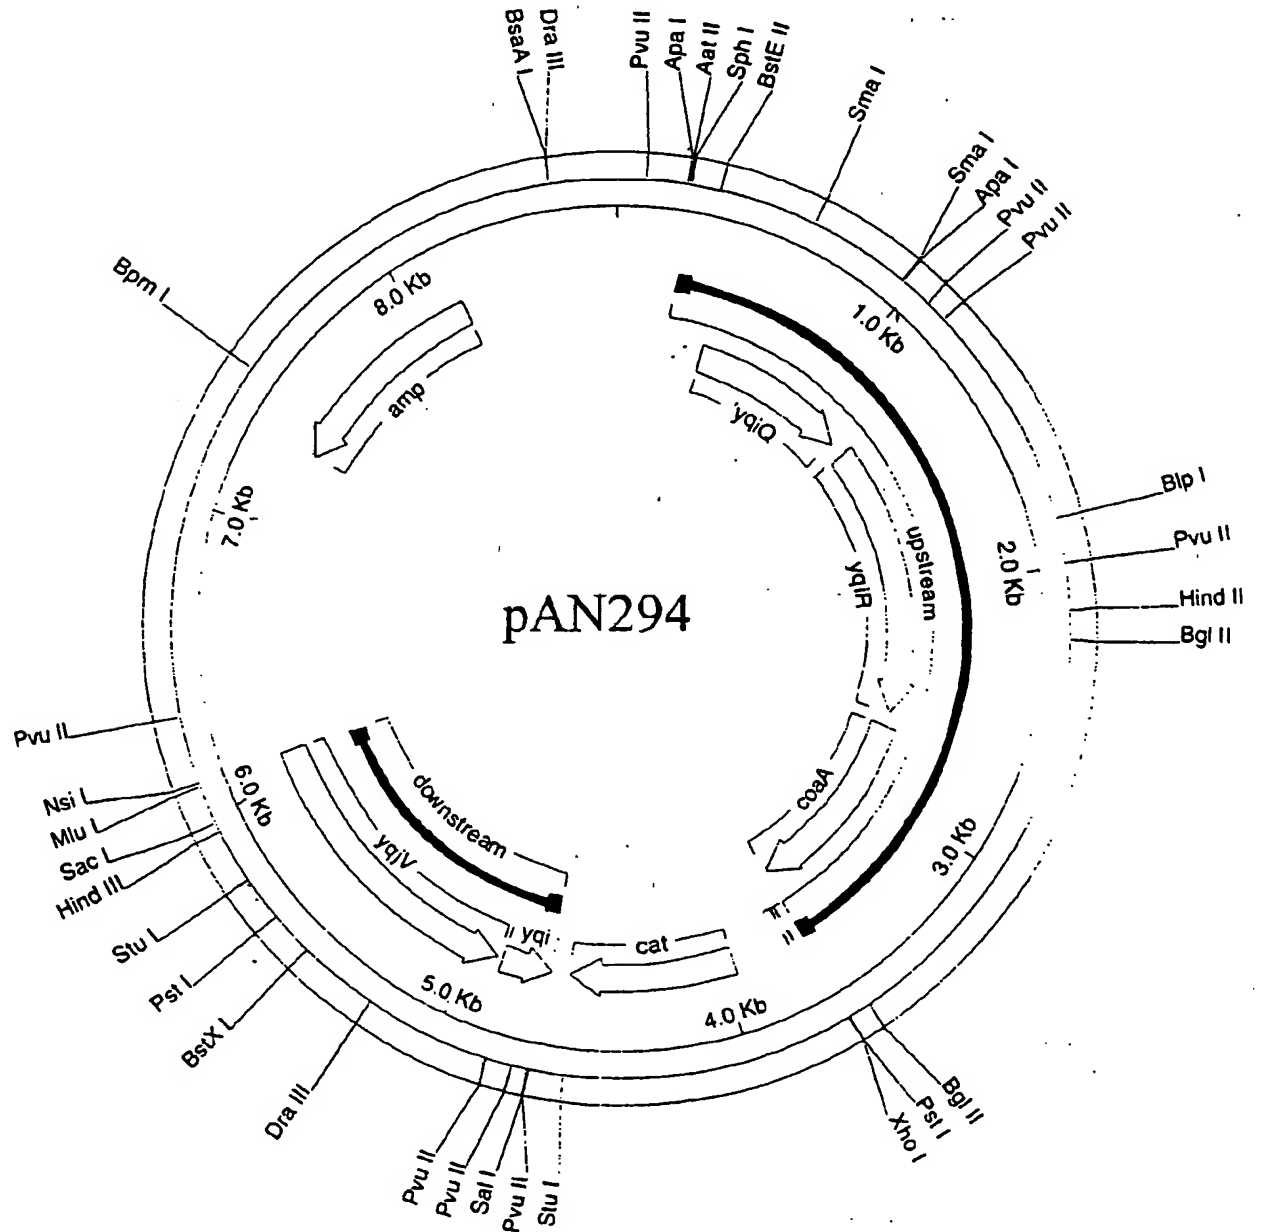 BsaA I
Dra III
Pvu II
Apa I
Aat II
Sph I
BstE II
Sma I
Sma I
Apa I
Pvu II
Pvu II
Blp I
Pvu II
Hind II
Bgl II
Bgl II
Pst I
Xho I
Stu I
Pvu II
Sal I
Pvu II
Pvu II
Dra III
BstX I
Pst I
Stu I
Hind III
Sac I
Mlu I
Nsi I
Pvu II
Bpm I
8.0 Kb
1.0 Kb
2.0 Kb
3.0 Kb
4.0 Kb
5.0 Kb
6.0 Kb
7.0 Kb
amp
'yqiQ
upstream
yqiR
coaA
cat
yqi
yqjV
downstream
pAN294